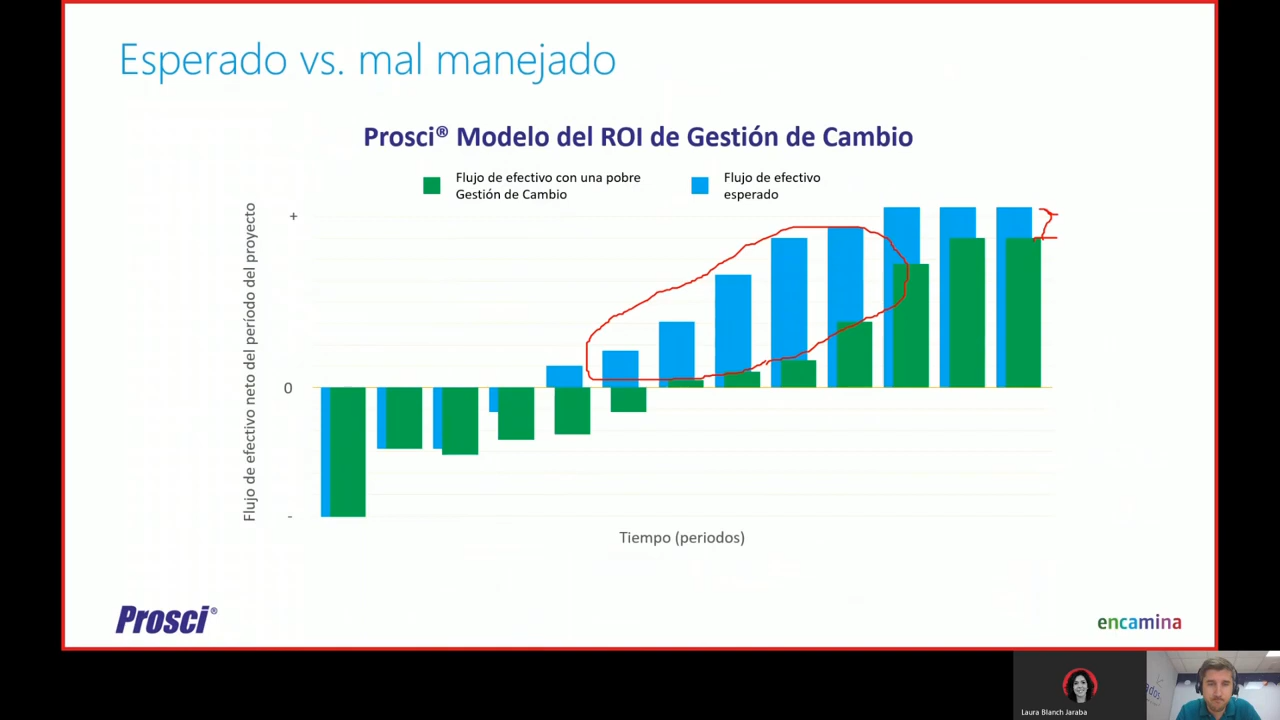 Esperado vs. mal manejado
Prosci® Modelo del ROI de Gestión de Cambio
Flujo de efectivo con una pobre
Gestión de Cambio
Flujo de efectivo
esperado
Flujo de efectivo neto del período del proyecto
+
0
-
Tiempo (periodos)
Prosci®
encamina
Laura Blanch Jaraba